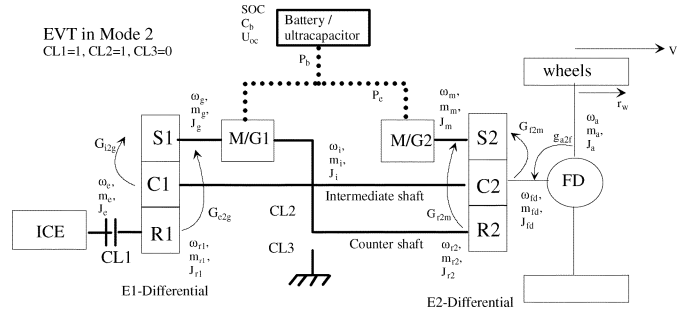 SOC
C_b
U_oc
Battery /
ultracapacitor
EVT in Mode 2
CL1=1, CL2=1, CL3=0
P_b
P_e
V
wheels
r_w
ω_g,
m_g,
J_g
ω_m,
m_m,
J_m
ω_a,
m_a,
J_a
G_i2g
S1
M/G1
M/G2
S2
G_f2m
g_a2f
ω_i,
m_i,
J_i
ω_e,
m_e,
J_e
C1
Intermediate shaft
C2
FD
G_e2g
G_r2m
ω_fd,
m_fd,
J_fd
CL2
ICE
CL1
R1
Counter shaft
R2
ω_r1,
m_r1,
J_r1
CL3
ω_r2,
m_r2,
J_r2
E1-Differential
E2-Differential